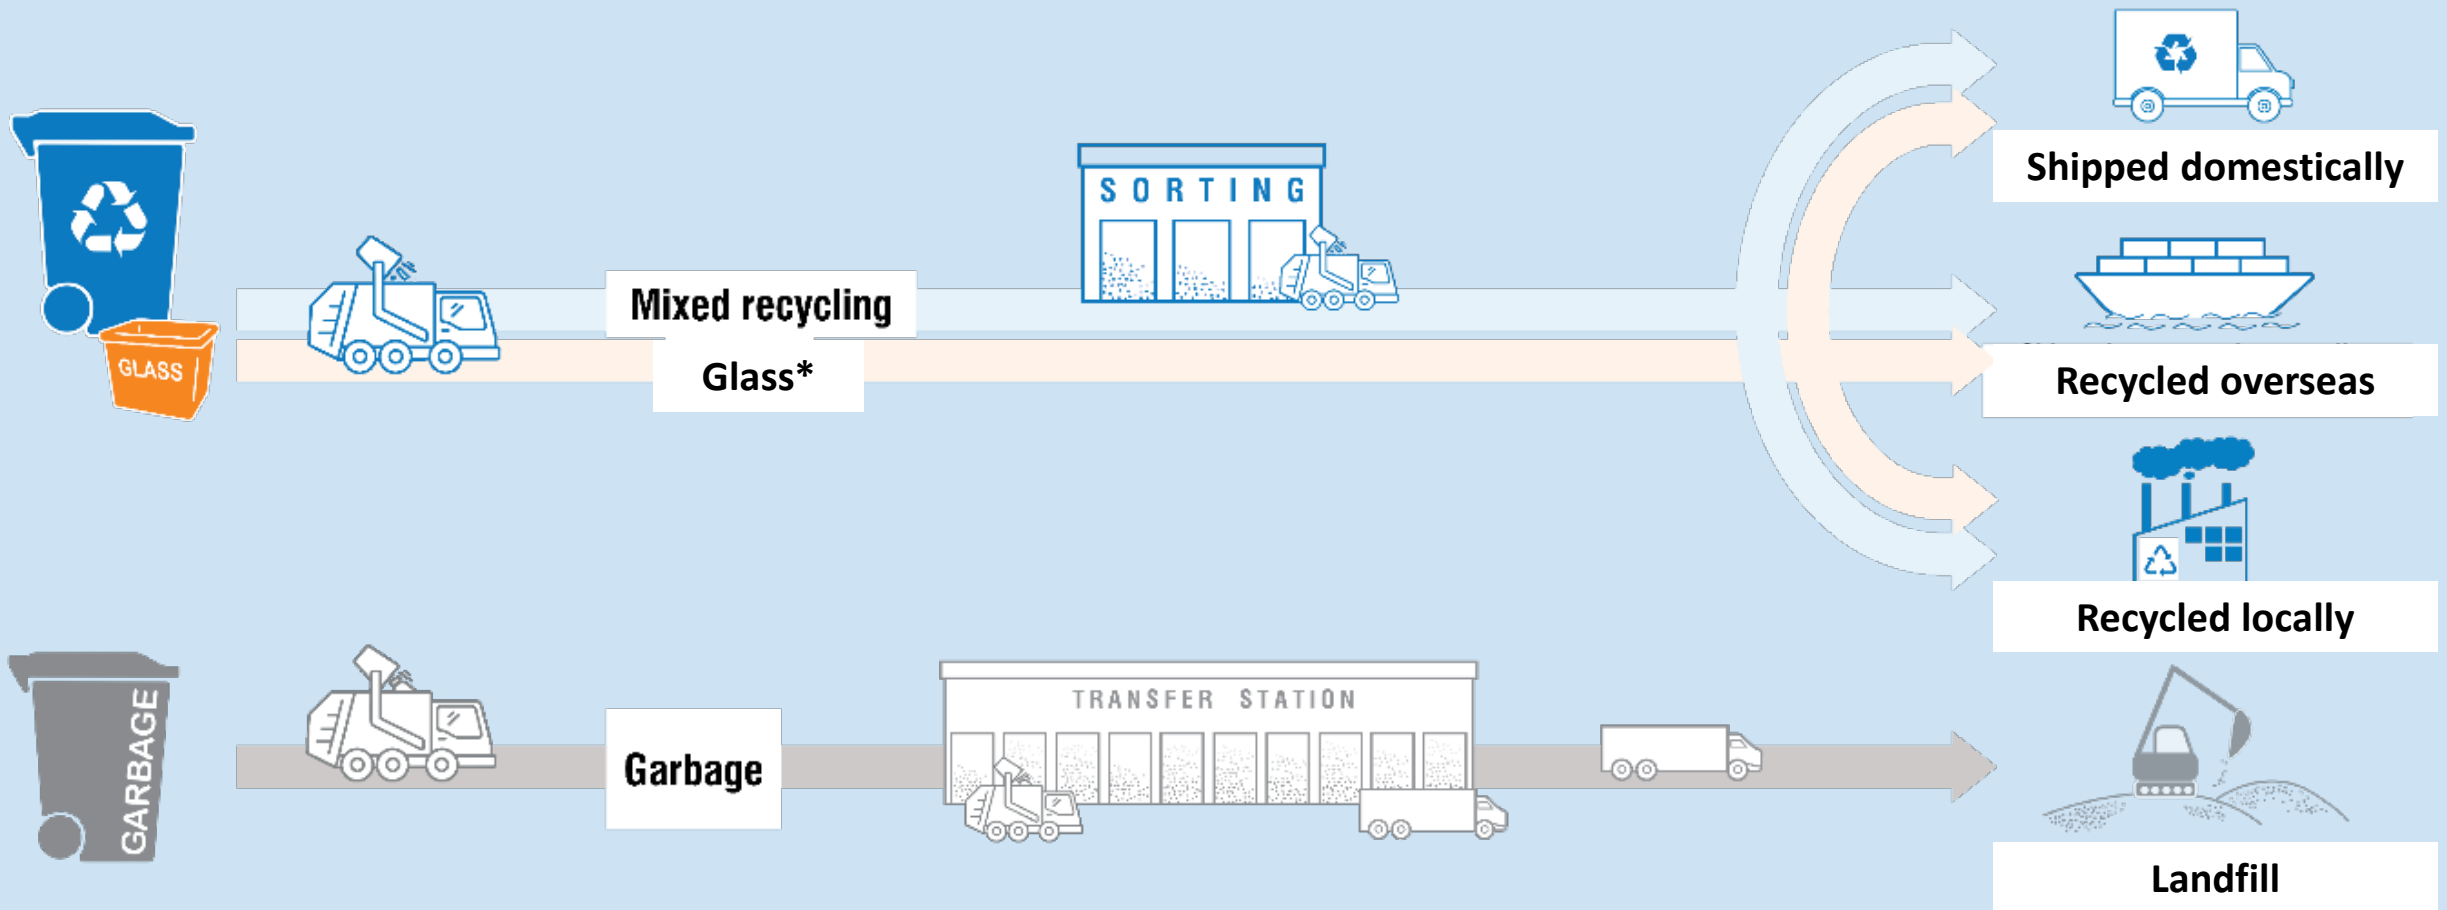 SORTING
Shipped domestically
Mixed recycling
GLASS
Glass*
Recycled overseas
Recycled locally
GARBAGE
TRANSFER STATION
Garbage
Landfill